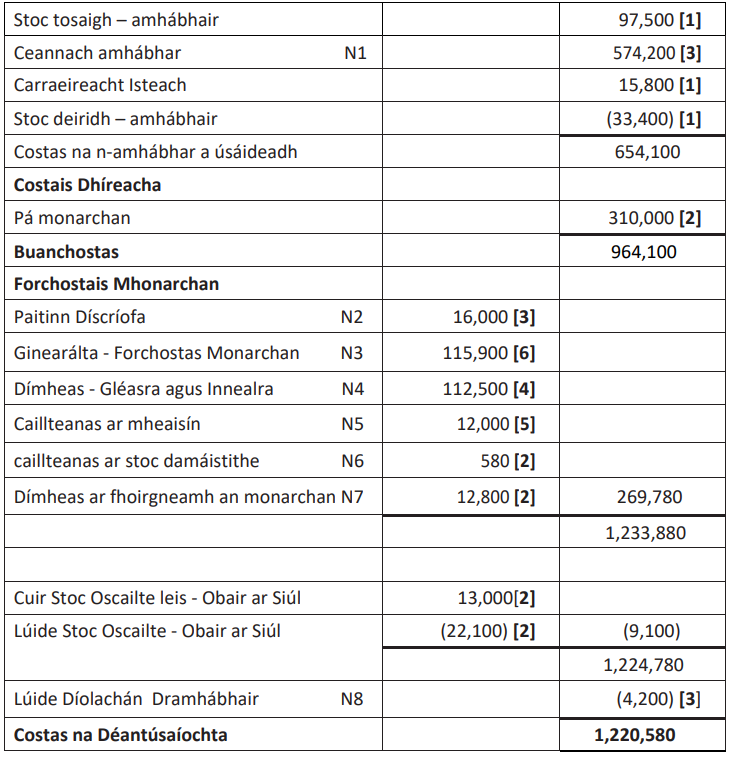 Stoc tosaigh – amhábhair 97,500 [1]
Ceannach amhábhar N1 574,200 [3]
Carraeireacht Isteach 15,800 [1]
Stoc deiridh – amhábhair (33,400) [1]
Costas na n-amhábhar a úsáideadh 654,100
Costais Dhíreacha
Pá monarchan 310,000 [2]
Buanchostas 964,100
Forchostais Mhonarchan
Paitinn Díscríofa N2 16,000 [3]
Ginearálta - Forchostas Monarchan N3 115,900 [6]
Dímheas - Gléasra agus Innealra N4 112,500 [4]
Caillteanas ar mheaisín N5 12,000 [5]
caillteanas ar stoc damáistithe N6 580 [2]
Dímheas ar fhoirgneamh an monarchan N7 12,800 [2] 269,780
1,233,880
Cuir Stoc Oscailte leis - Obair ar Siúl 13,000[2]
Lúide Stoc Oscailte - Obair ar Siúl (22,100) [2] (9,100)
1,224,780
Lúide Díolachán Dramhábhair N8 (4,200) [3]
Costas na Déantúsaíochta 1,220,580